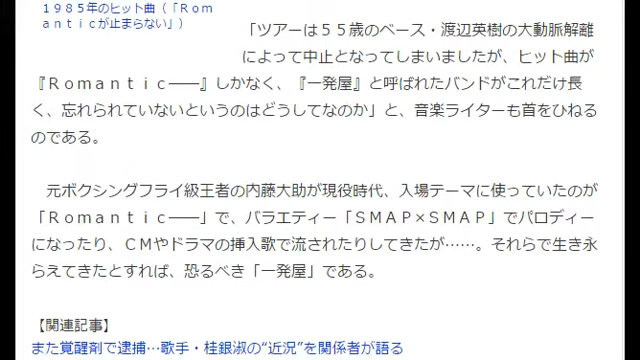 1985年のヒット曲(「Rom
anticが止まらない」)
「ツアーは55歳のベース・渡辺英樹の大動脈解離
によって中止となってしまいましたが、ヒット曲が
『Romantic――』しかなく、『一発屋』と呼ばれたバンドがこれだけ長
く、忘れられていないというのはどうしてなのか」と、音楽ライターも首をひねる
のである。
元ボクシングフライ級王者の内藤大助が現役時代、入場テーマに使っていたのが
「Romantic――」で、バラエティー「SMAP×SMAP」でパロディー
になったり、CMやドラマの挿入歌で流されたりしてきたが……。それらで生き永
らえてきたとすれば、恐るべき「一発屋」である。
【関連記事】
また覚醒剤で逮捕…歌手・桂銀淑の“近況”を関係者が語る